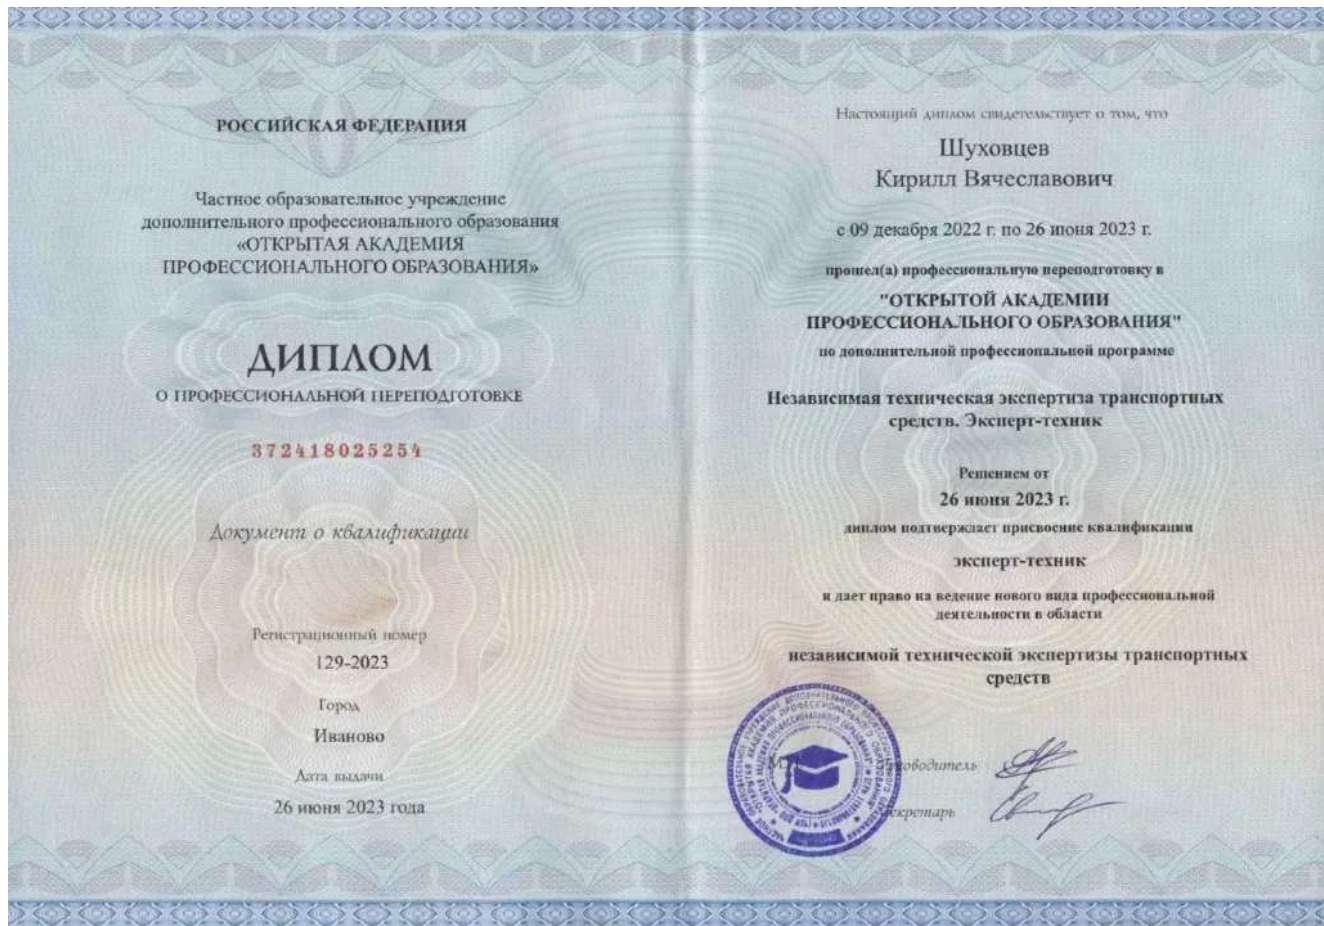 РОССИЙСКАЯ ФЕДЕРАЦИЯ
Частное образовательное учреждение
дополнительного профессионального образования
«ОТКРЫТАЯ АКАДЕМИЯ
ПРОФЕССИОНАЛЬНОГО ОБРАЗОВАНИЯ»
ДИПЛОМ
О ПРОФЕССИОНАЛЬНОЙ ПЕРЕПОДГОТОВКЕ
372418025254
Документ о квалификации
Регистрационный номер
129-2023
Город
Иваново
Дата выдачи
26 июня 2023 года
Настоящий диплом свидетельствует о том, что
Шуховцев
Кирилл Вячеславович
с 09 декабря 2022 г. по 26 июня 2023 г.
прошел(а) профессиональную переподготовку в
"ОТКРЫТОЙ АКАДЕМИИ
ПРОФЕССИОНАЛЬНОГО ОБРАЗОВАНИЯ"
по дополнительной профессиональной программе
Независимая техническая экспертиза транспортных
средств. Эксперт-техник
Решением от
26 июня 2023 г.
диплом подтверждает присвоение квалификации
эксперт-техник
и дает право на ведение нового вида профессиональной
деятельности в области
независимой технической экспертизы транспортных
средств
Руководитель
Секретарь